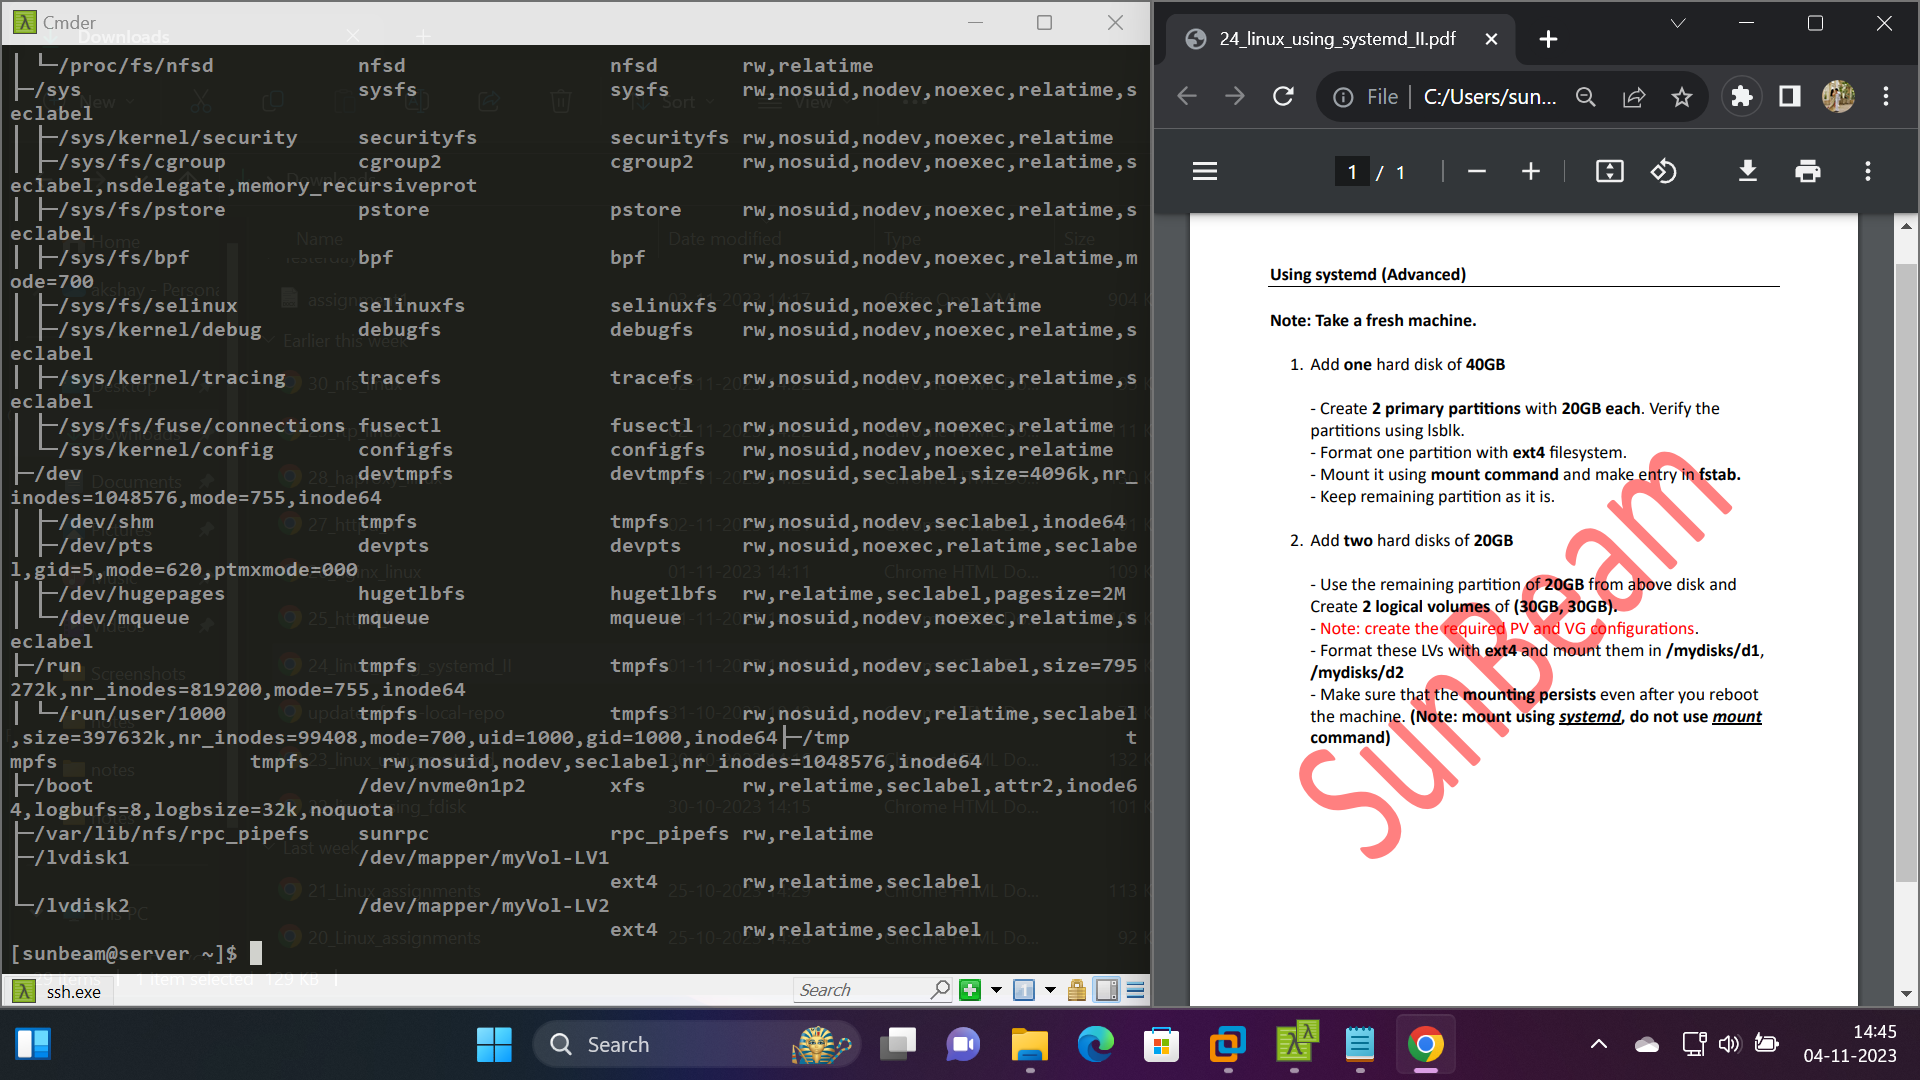 Cmder
│ └─/proc/fs/nfsd nfsd nfsd rw,relatime
├─/sys sysfs sysfs rw,nosuid,nodev,noexec,relatime,s
eclabel
│ ├─/sys/kernel/security securityfs securityfs rw,nosuid,nodev,noexec,relatime
│ ├─/sys/fs/cgroup cgroup2 cgroup2 rw,nosuid,nodev,noexec,relatime,s
eclabel,nsdelegate,memory_recursiveprot
│ ├─/sys/fs/pstore pstore pstore rw,nosuid,nodev,noexec,relatime,s
eclabel
│ ├─/sys/fs/bpf bpf bpf rw,nosuid,nodev,noexec,relatime,m
ode=700
│ ├─/sys/fs/selinux selinuxfs selinuxfs rw,nosuid,noexec,relatime
│ ├─/sys/kernel/debug debugfs debugfs rw,nosuid,nodev,noexec,relatime,s
eclabel
│ ├─/sys/kernel/tracing tracefs tracefs rw,nosuid,nodev,noexec,relatime,s
eclabel
│ ├─/sys/fs/fuse/connections fusectl fusectl rw,nosuid,nodev,noexec,relatime
│ └─/sys/kernel/config configfs configfs rw,nosuid,nodev,noexec,relatime
├─/dev devtmpfs devtmpfs rw,nosuid,seclabel,size=4096k,nr_
inodes=1048576,mode=755,inode64
│ ├─/dev/shm tmpfs tmpfs rw,nosuid,nodev,seclabel,inode64
│ ├─/dev/pts devpts devpts rw,nosuid,noexec,relatime,seclabe
l,gid=5,mode=620,ptmxmode=000
│ ├─/dev/hugepages hugetlbfs hugetlbfs rw,relatime,seclabel,pagesize=2M
│ └─/dev/mqueue mqueue mqueue rw,nosuid,nodev,noexec,relatime,s
eclabel
├─/run tmpfs tmpfs rw,nosuid,nodev,seclabel,size=795
272k,nr_inodes=819200,mode=755,inode64
│ └─/run/user/1000 tmpfs tmpfs rw,nosuid,nodev,relatime,seclabel
,size=397632k,nr_inodes=99408,mode=700,uid=1000,gid=1000,inode64├─/tmp t
mpfs tmpfs rw,nosuid,nodev,seclabel,nr_inodes=1048576,inode64
├─/boot /dev/nvme0n1p2 xfs rw,relatime,seclabel,attr2,inode6
4,logbufs=8,logbsize=32k,noquota
├─/var/lib/nfs/rpc_pipefs sunrpc rpc_pipefs rw,relatime
├─/lvdisk1 /dev/mapper/myVol-LV1
│ ext4 rw,relatime,seclabel
└─/lvdisk2 /dev/mapper/myVol-LV2
ext4 rw,relatime,seclabel
[sunbeam@server ~]$
ssh.exe
Search
1
24_linux_using_systemd_II.pdf
File
C:/Users/sun...
1 / 1
Using systemd (Advanced)
Note: Take a fresh machine.
1. Add one hard disk of 40GB
- Create 2 primary partitions with 20GB each. Verify the
partitions using lsblk.
- Format one partition with ext4 filesystem.
- Mount it using mount command and make entry in fstab.
- Keep remaining partition as it is.
2. Add two hard disks of 20GB
- Use the remaining partition of 20GB from above disk and
Create 2 logical volumes of (30GB, 30GB).
- Note: create the required PV and VG configurations.
- Format these LVs with ext4 and mount them in /mydisks/d1,
/mydisks/d2
- Make sure that the mounting persists even after you reboot
the machine. (Note: mount using systemd, do not use mount
command)
SunBeam
Search
14:45
04-11-2023